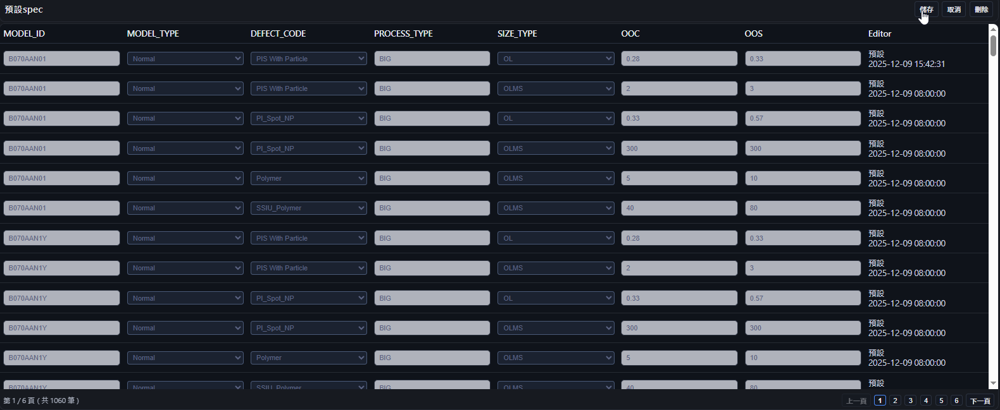 預設spec
儲存 取消 刪除
MODEL_ID MODEL_TYPE DEFECT_CODE PROCESS_TYPE SIZE_TYPE OOC OOS Editor
B070AAN01 Normal PIS With Particle BIG OL 0.28 0.33 預設
2025-12-09 15:42:31
B070AAN01 Normal PIS With Particle BIG OLMS 2 3 預設
2025-12-09 08:00:00
B070AAN01 Normal PI_Spot_NP BIG OL 0.33 0.57 預設
2025-12-09 08:00:00
B070AAN01 Normal PI_Spot_NP BIG OLMS 300 300 預設
2025-12-09 08:00:00
B070AAN01 Normal Polymer BIG OLMS 5 10 預設
2025-12-09 08:00:00
B070AAN01 Normal SSIU_Polymer BIG OLMS 40 80 預設
2025-12-09 08:00:00
B070AAN1Y Normal PIS With Particle BIG OL 0.28 0.33 預設
2025-12-09 08:00:00
B070AAN1Y Normal PIS With Particle BIG OLMS 2 3 預設
2025-12-09 08:00:00
B070AAN1Y Normal PI_Spot_NP BIG OL 0.33 0.57 預設
2025-12-09 08:00:00
B070AAN1Y Normal PI_Spot_NP BIG OLMS 300 300 預設
2025-12-09 08:00:00
B070AAN1Y Normal Polymer BIG OLMS 5 10 預設
2025-12-09 08:00:00
B070AAN1Y Normal SSIU_Polymer BIG OLMS 40 80 預設
第 1 / 6 頁 ( 共 1060 筆 )
上一頁 1 2 3 4 5 6 下一頁